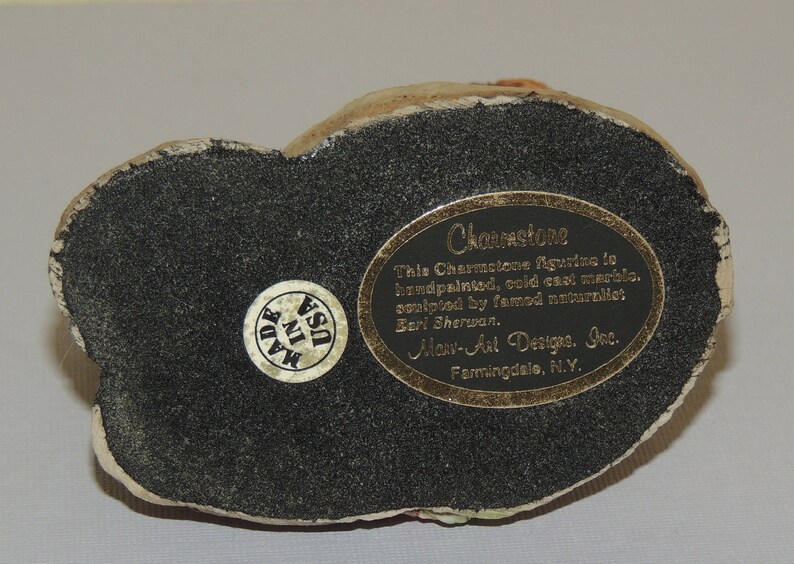 Charmstone
This Charmstone figurine is
handpainted, cold cast marble.
sculpted by famed naturalist
Earl Sherwan.
Marv-Art Designs, Inc.
Farmingdale, N.Y.
MADE
IN
USA